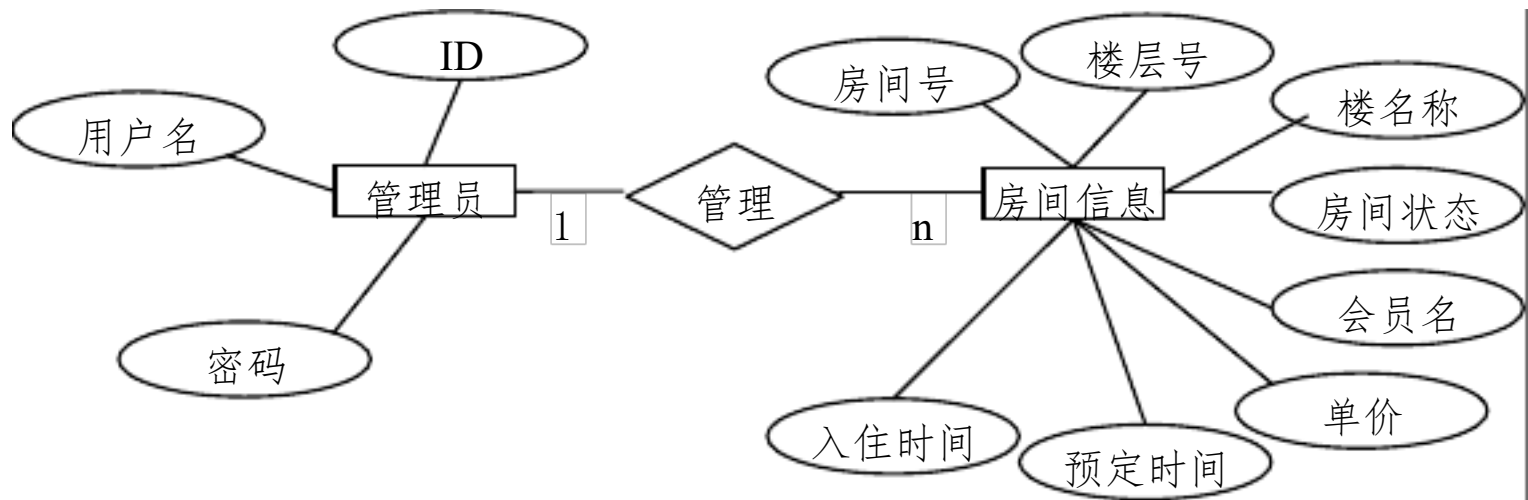 ID
用户名
管理员
密码
1
管理
n
房间信息
房间号
楼层号
楼名称
房间状态
会员名
单价
预定时间
入住时间